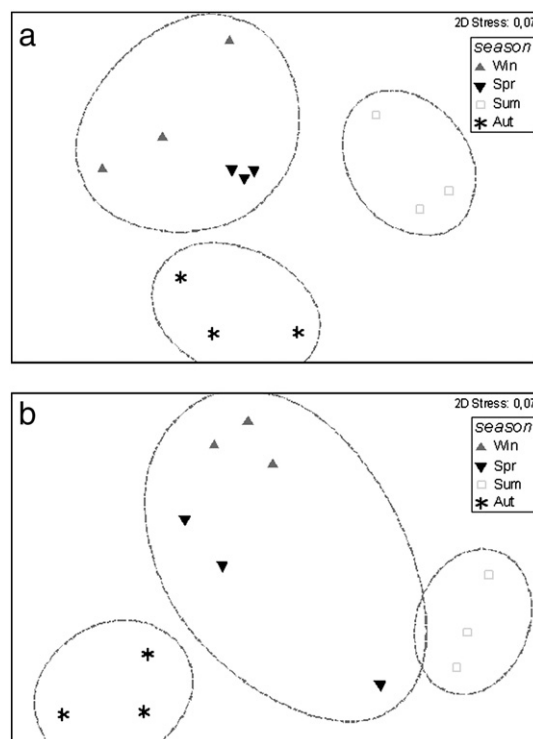 a
2D Stress: 0,07
season
Win
Spr
Sum
Aut
b
2D Stress: 0,07
season
Win
Spr
Sum
Aut